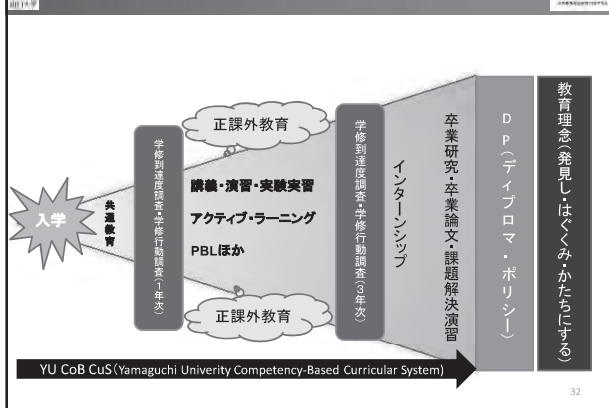 入学
共通教育
学修到達度調査・学修行動調査(1年次)
正課外教育
講義・演習・実験実習
アクティブ・ラーニング
PBLほか
正課外教育
学修到達度調査・学修行動調査(3年次)
インターンシップ
卒業研究・卒業論文・課題解決演習
DP(ディプロマ・ポリシー)
教育理念(発見し・はぐくみ・かたちにする)
YU CoB CuS(Yamaguchi Univerity Competency-Based Curricular System)
32